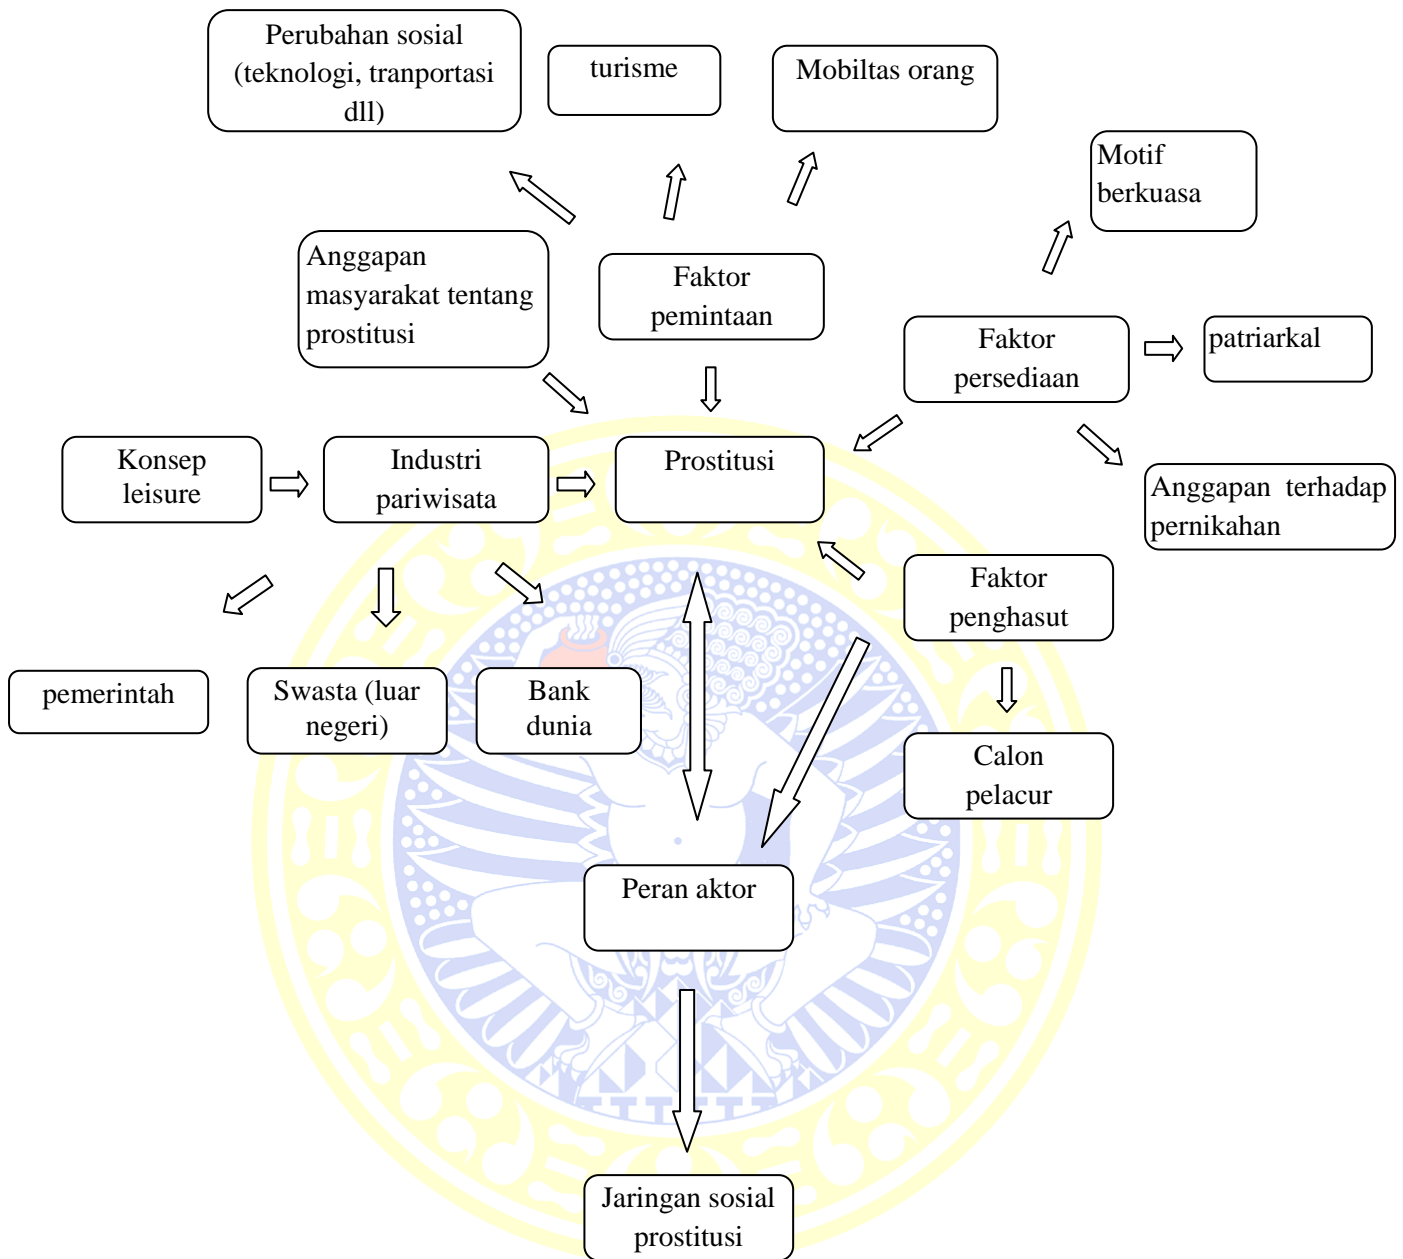 Perubahan sosial
(teknologi, tranportasi
dll)
turisme
Mobiltas orang
Motif
berkuasa
Anggapan
masyarakat tentang
prostitusi
Faktor
pemintaan
Faktor
persediaan
patriarkal
Konsep
leisure
Industri
pariwisata
Prostitusi
Anggapan terhadap
pernikahan
Faktor
penghasut
pemerintah
Swasta (luar
negeri)
Bank
dunia
Calon
pelacur
Peran aktor
Jaringan sosial
prostitusi